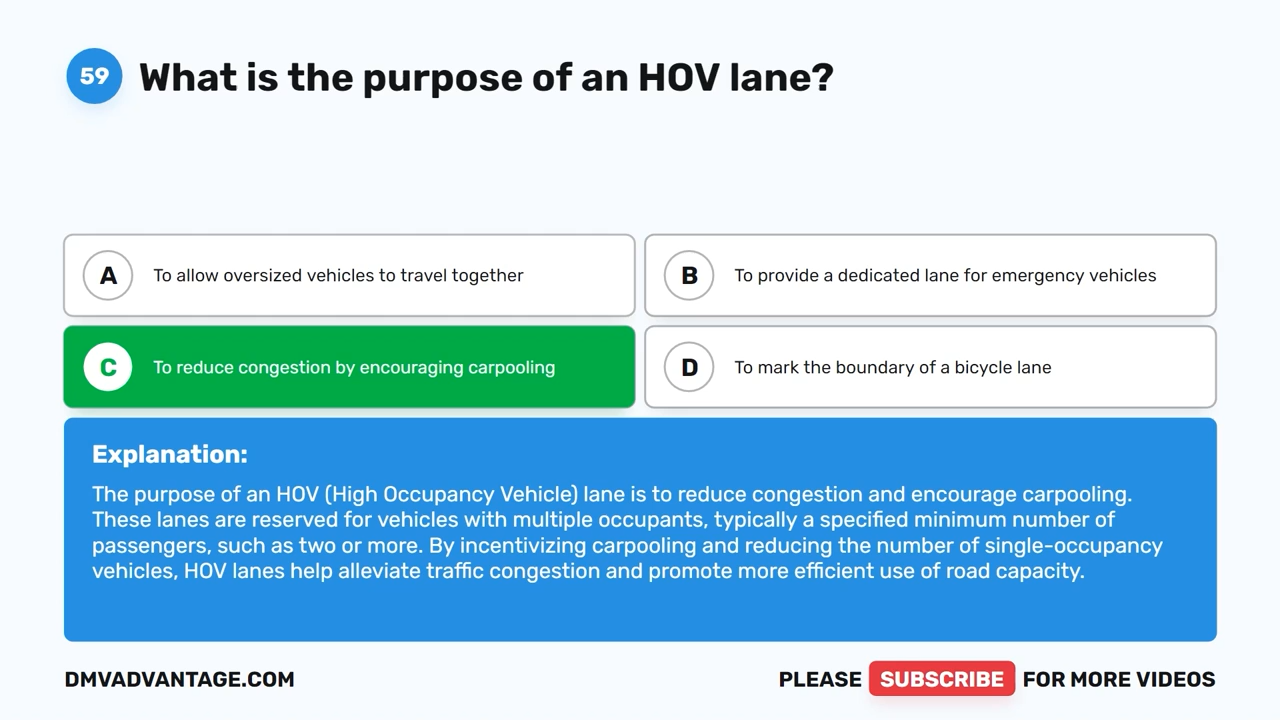 59 What is the purpose of an HOV lane?
A To allow oversized vehicles to travel together
B To provide a dedicated lane for emergency vehicles
C To reduce congestion by encouraging carpooling
D To mark the boundary of a bicycle lane
Explanation:
The purpose of an HOV (High Occupancy Vehicle) lane is to reduce congestion and encourage carpooling.
These lanes are reserved for vehicles with multiple occupants, typically a specified minimum number of
passengers, such as two or more. By incentivizing carpooling and reducing the number of single-occupancy
vehicles, HOV lanes help alleviate traffic congestion and promote more efficient use of road capacity.
DMVADVANTAGE.COM
PLEASE SUBSCRIBE FOR MORE VIDEOS